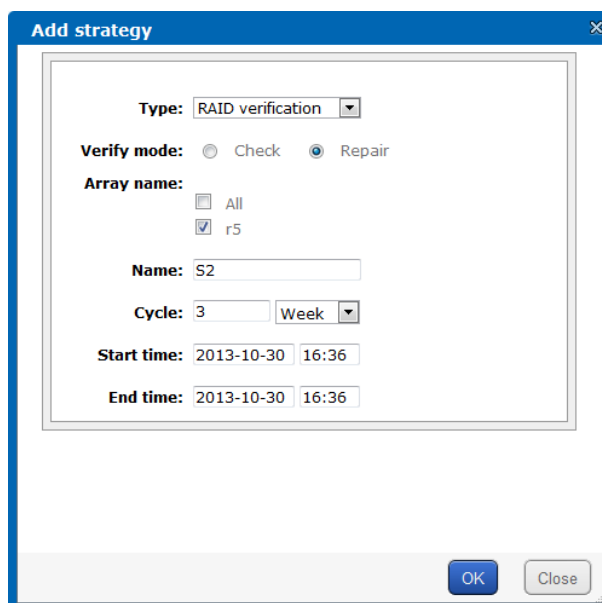 Add strategy
Type: RAID verification
Verify mode: Check Repair
Array name:
All
r5
Name: S2
Cycle: 3 Week
Start time: 2013-10-30 16:36
End time: 2013-10-30 16:36
OK Close